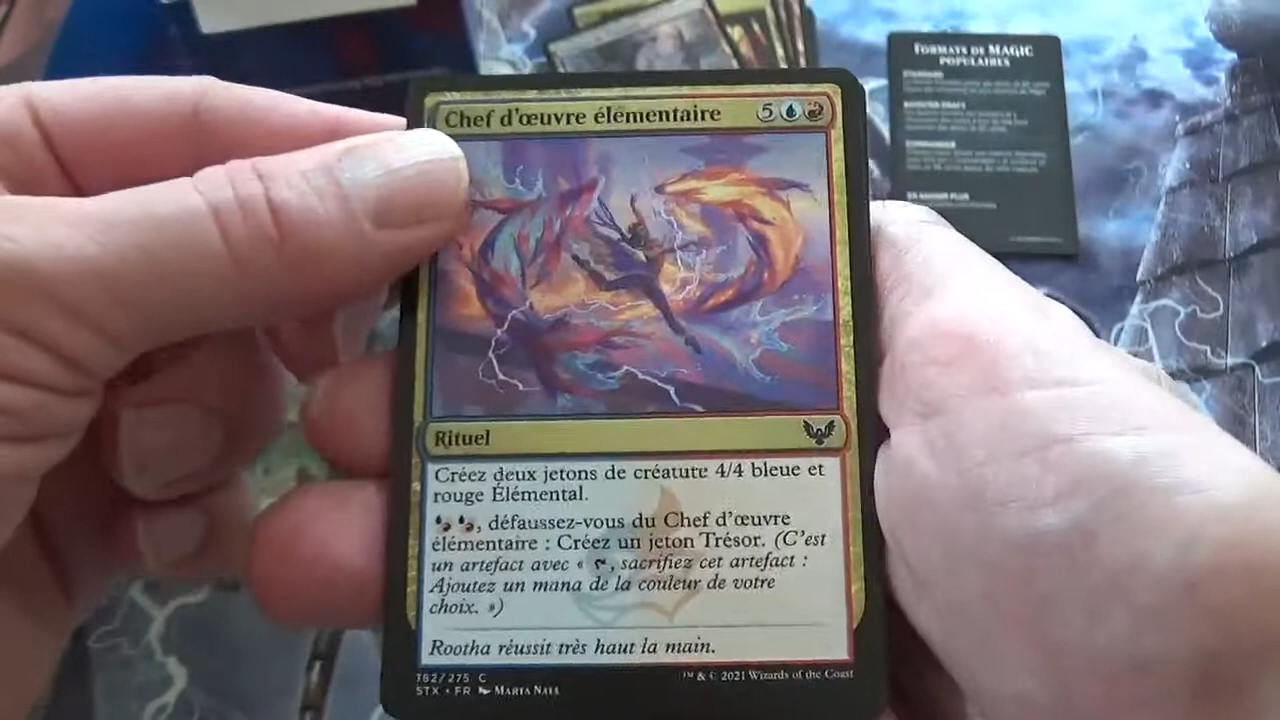 FORMATS DE MAGIC
POPULAIRES
STANDARD
BOOSTER DRAFT
COMMANDER
EN SAVOIR PLUS
Chef d'œuvre élémentaire 5
Rituel
Créez deux jetons de créature 4/4 bleue et
rouge Élémental.
, défaussez-vous du Chef d'œuvre
élémentaire : Créez un jeton Trésor. (C'est
un artefact avec « , sacrifiez cet artefact :
Ajoutez un mana de la couleur de votre
choix. »)
Rootha réussit très haut la main.
182/275 C
STX • FR Marta Nael
™ & © 2021 Wizards of the Coast